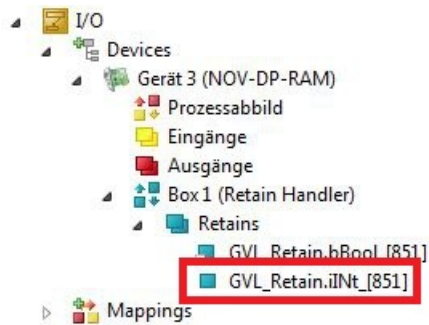 I/O
Devices
Gerät 3 (NOV-DP-RAM)
Prozessabbild
Eingänge
Ausgänge
Box 1 (Retain Handler)
Retains
GVL_Retain.bBool_[851]
GVL_Retain.iINt_[851]
Mappings